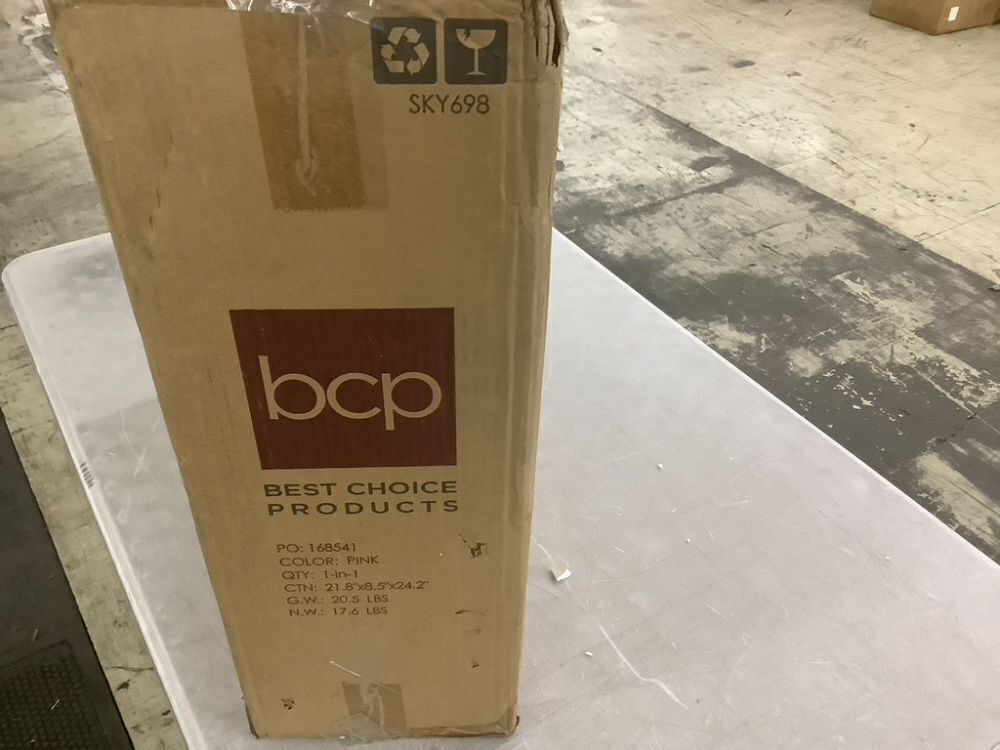 SKY698
bcp
BEST CHOICE
PRODUCTS
PO: 168541
COLOR: PINK
QTY: 1-in-1
CTN: 21.8"x8.5"x24.2"
G.W.: 20.5 LBS
N.W.: 17.6 LBS